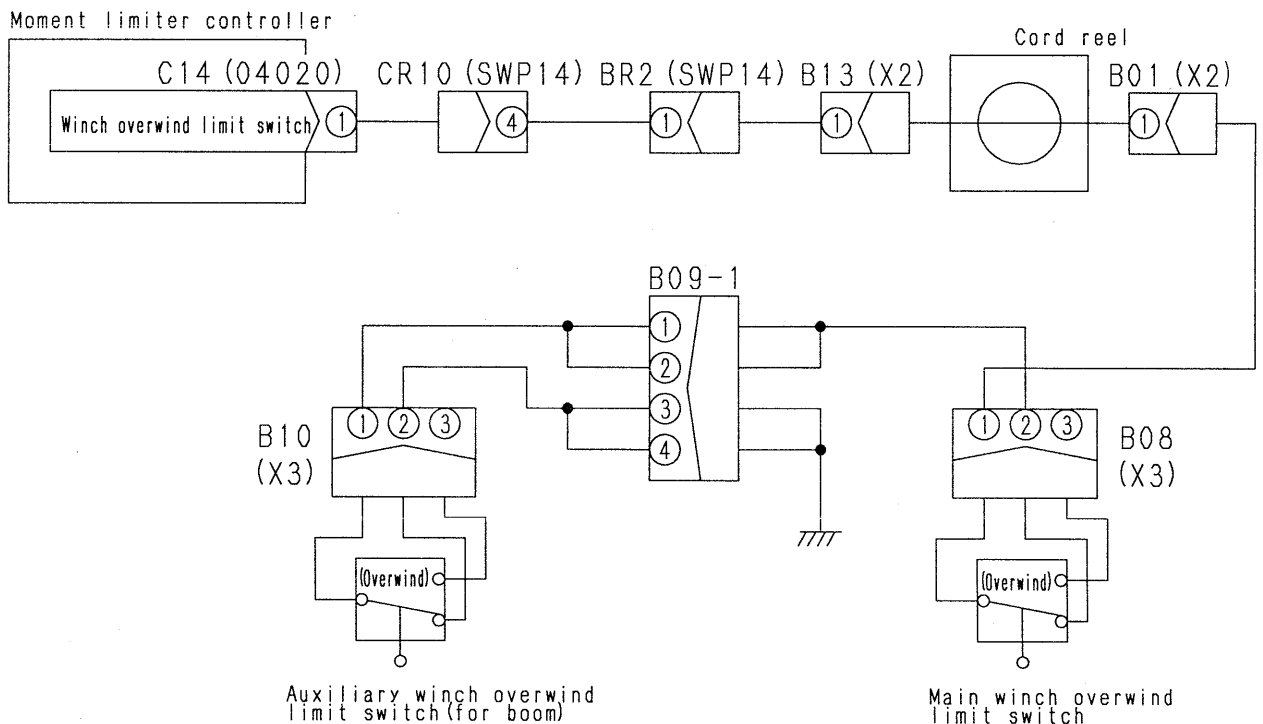 Moment limiter controller
Cord reel
C14 (04020)
CR10 (SWP14)
BR2 (SWP14)
B13 (X2)
B01 (X2)
Winch overwind limit switch
1
4
1
1
1
B09-1
1
2
3
4
B10
(X3)
1
2
3
B08
(X3)
1
2
3
(Overwind)
(Overwind)
Auxiliary winch overwind
limit switch(for boom)
Main winch overwind
limit switch